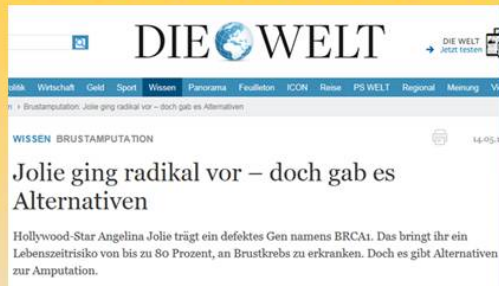 DIE WELT
DIE WELT
Jetzt testen
Wirtschaft Geld Sport Wissen Panorama Feuilleton ICON Reise PS WELT Regional Meinung
Brustamputation: Jolie ging radikal vor – doch gab es Alternativen
WISSEN BRUSTAMPUTATION
14.05.1
Jolie ging radikal vor – doch gab es
Alternativen
Hollywood-Star Angelina Jolie trägt ein defektes Gen namens BRCA1. Das bringt ihr ein
Lebenszeitrisiko von bis zu 80 Prozent, an Brustkrebs zu erkranken. Doch es gibt Alternativen
zur Amputation.